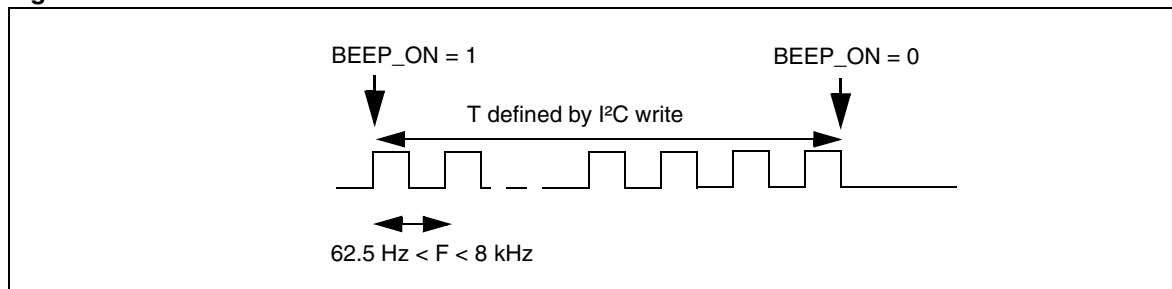 BEEP_ON = 1 BEEP_ON = 0
T defined by I²C write
62.5 Hz < F < 8 kHz